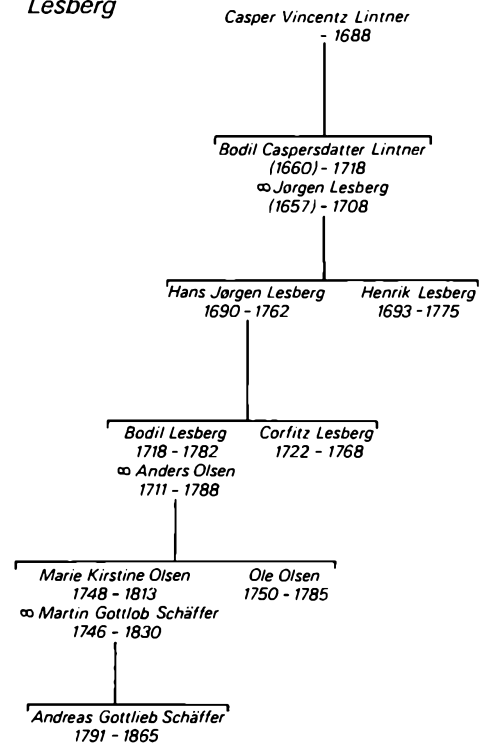 Lesberg
Casper Vincentz Lintner
- 1688
Bodil Caspersdatter Lintner
(1660) - 1718
∞ Jørgen Lesberg
(1657) - 1708
Hans Jørgen Lesberg
1690 - 1762
Henrik Lesberg
1693 - 1775
Bodil Lesberg
1718 - 1782
∞ Anders Olsen
1711 - 1788
Corfitz Lesberg
1722 - 1768
Marie Kirstine Olsen
1748 - 1813
∞ Martin Gottlob Schäffer
1746 - 1830
Ole Olsen
1750 - 1785
Andreas Gottlieb Schäffer
1791 - 1865